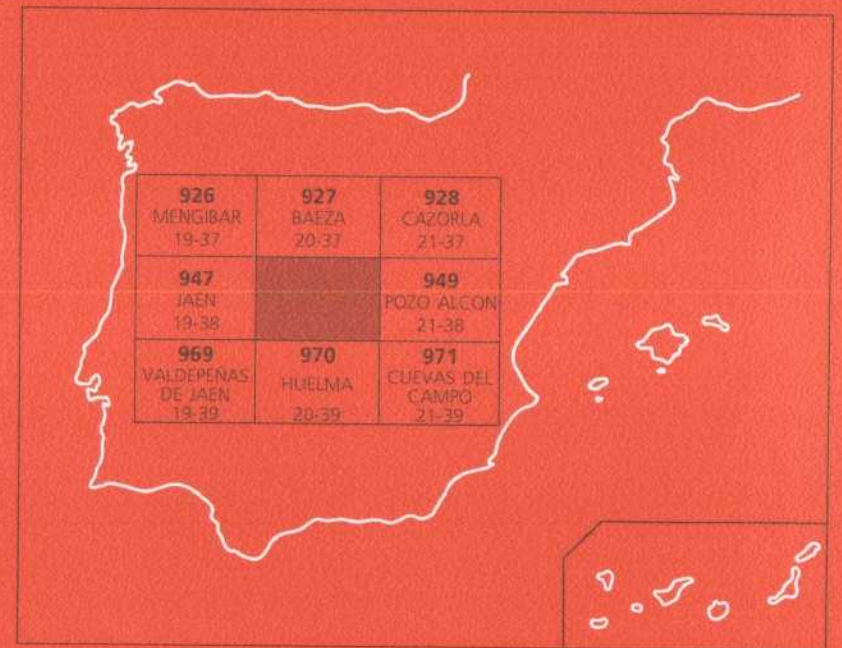 926
MENGIBAR
19-37
927
BAEZA
20-37
928
CAZORLA
21-37
947
JAEN
19-38
949
POZO ALCON
21-38
969
VALDEPEÑAS
DE JAEN
19-39
970
HUELMA
20-39
971
CUEVAS DEL
CAMPO
21-39